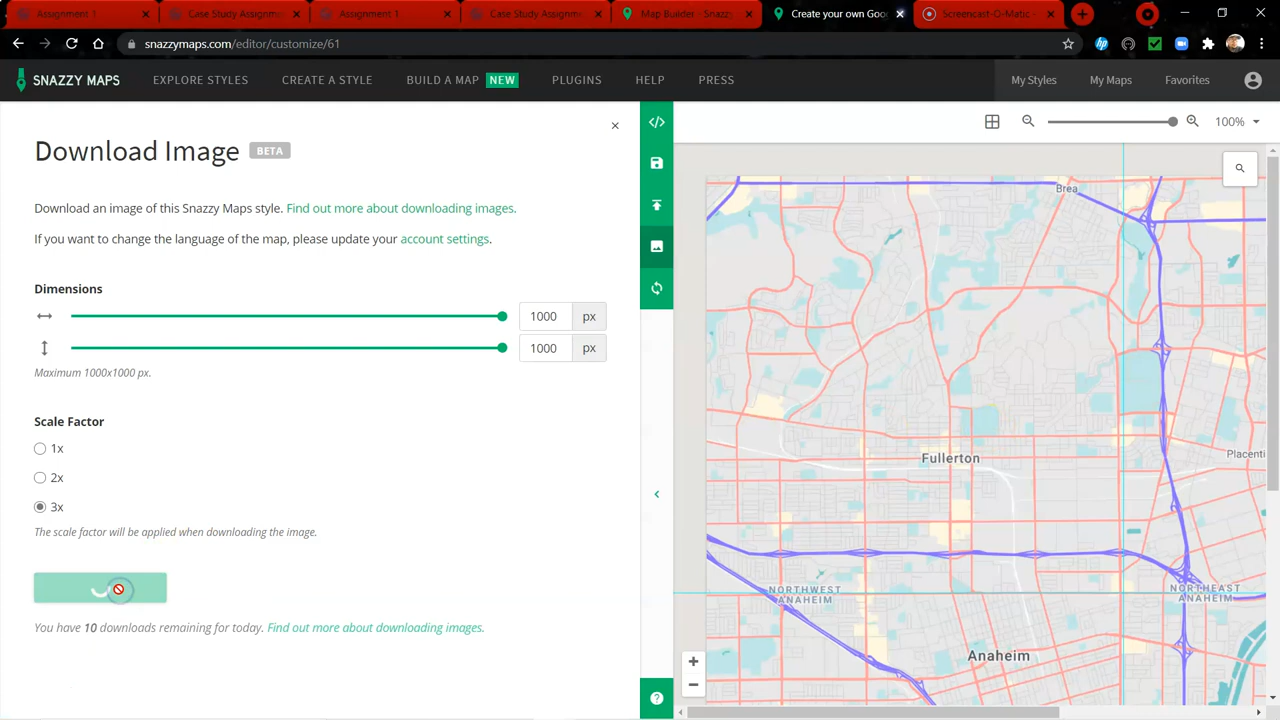 Assignment 1
Case Study Assignme
Assignment 1
Case Study Assignme
Map Builder - Snazzy
Create your own Goo
Screencast-O-Matic -
snazzymaps.com/editor/customize/61
SNAZZY MAPS
EXPLORE STYLES
CREATE A STYLE
BUILD A MAP NEW
PLUGINS
HELP
PRESS
My Styles
My Maps
Favorites
Download Image BETA
100%
Download an image of this Snazzy Maps style. Find out more about downloading images.
If you want to change the language of the map, please update your account settings.
Dimensions
1000 px
1000 px
Maximum 1000x1000 px.
Scale Factor
1x
2x
3x
The scale factor will be applied when downloading the image.
You have 10 downloads remaining for today. Find out more about downloading images.
Brea
Fullerton
Placenti
NORTHWEST
ANAHEIM
NORTHEAST
ANAHEIM
Anaheim